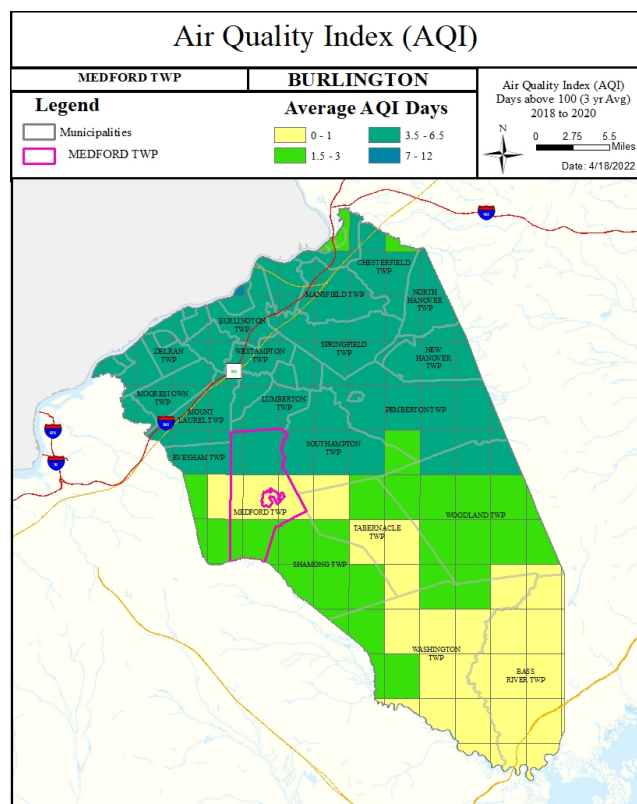 Air Quality Index (AQI)
MEDFORD TWP
BURLINGTON
Legend
Municipalities
MEDFORD TWP
Average AQI Days
0 - 1
3.5 - 6.5
1.5 - 3
7 - 12
Air Quality Index (AQI)
Days above 100 (3 yr Avg)
2018 to 2020
N
0 2.75 5.5
Miles
Date: 4/18/2022
CHESTERFIELD
TWP
MANSFIELD TWP
NORTH
HANOVER
TWP
BURLINGTON
TWP
SPRINGFIELD
TWP
DELRAN
TWP
WESTAMPTON
TWP
NEW
HANOVER
TWP
MOORESTOWN
TWP
LUMBERTON
TWP
PEMBERTON TWP
MOUNT
LAUREL TWP
SOUTHAMPTON
TWP
EVESHAM TWP
MEDFORD TWP
WOODLAND TWP
TABERNACLE
TWP
SHAMONG TWP
WASHINGTON
TWP
BASS
RIVER TWP